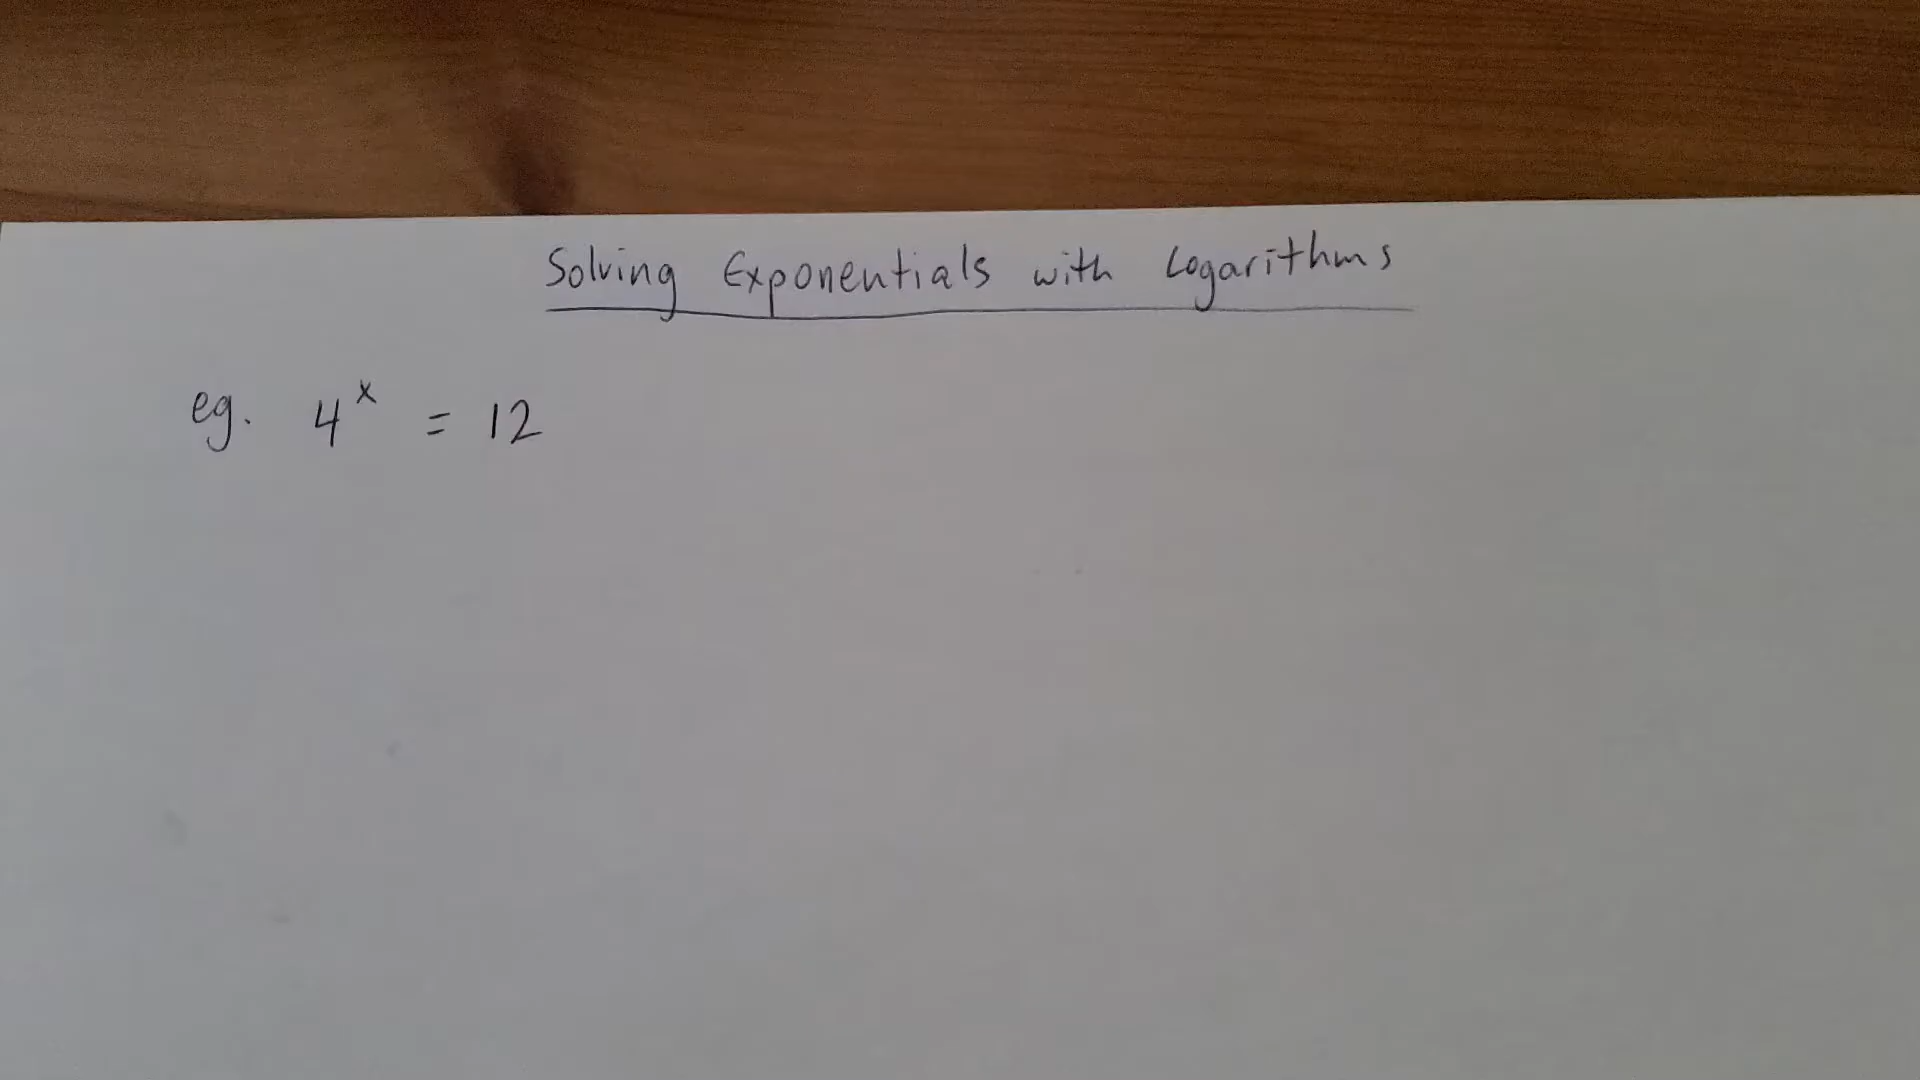 Solving Exponentials with Logarithms
eg. 4^x = 12